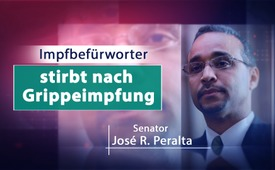 Impfbefürworter
stirbt nach
Grippeimpfung
Senator
José R. Peralta